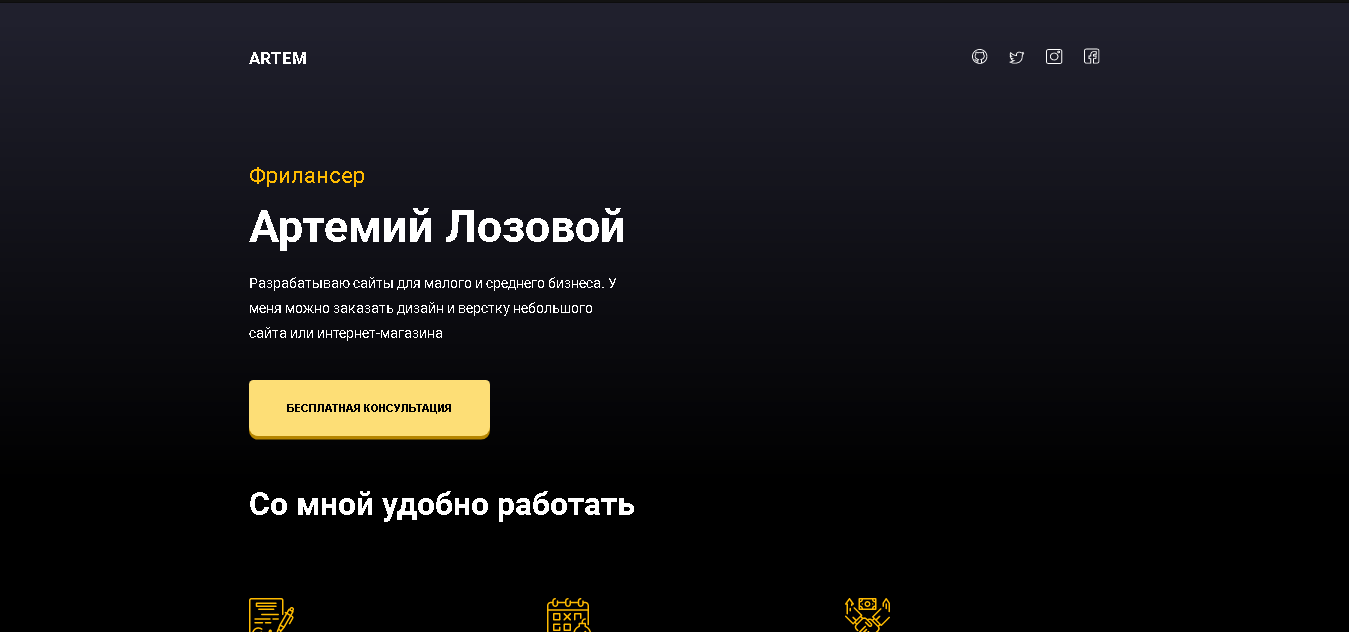 ARTEM
Фрилансер
Артемий Лозовой
Разрабатываю сайты для малого и среднего бизнеса. У
меня можно заказать дизайн и верстку небольшого
сайта или интернет-магазина
БЕСПЛАТНАЯ КОНСУЛЬТАЦИЯ
Со мной удобно работать